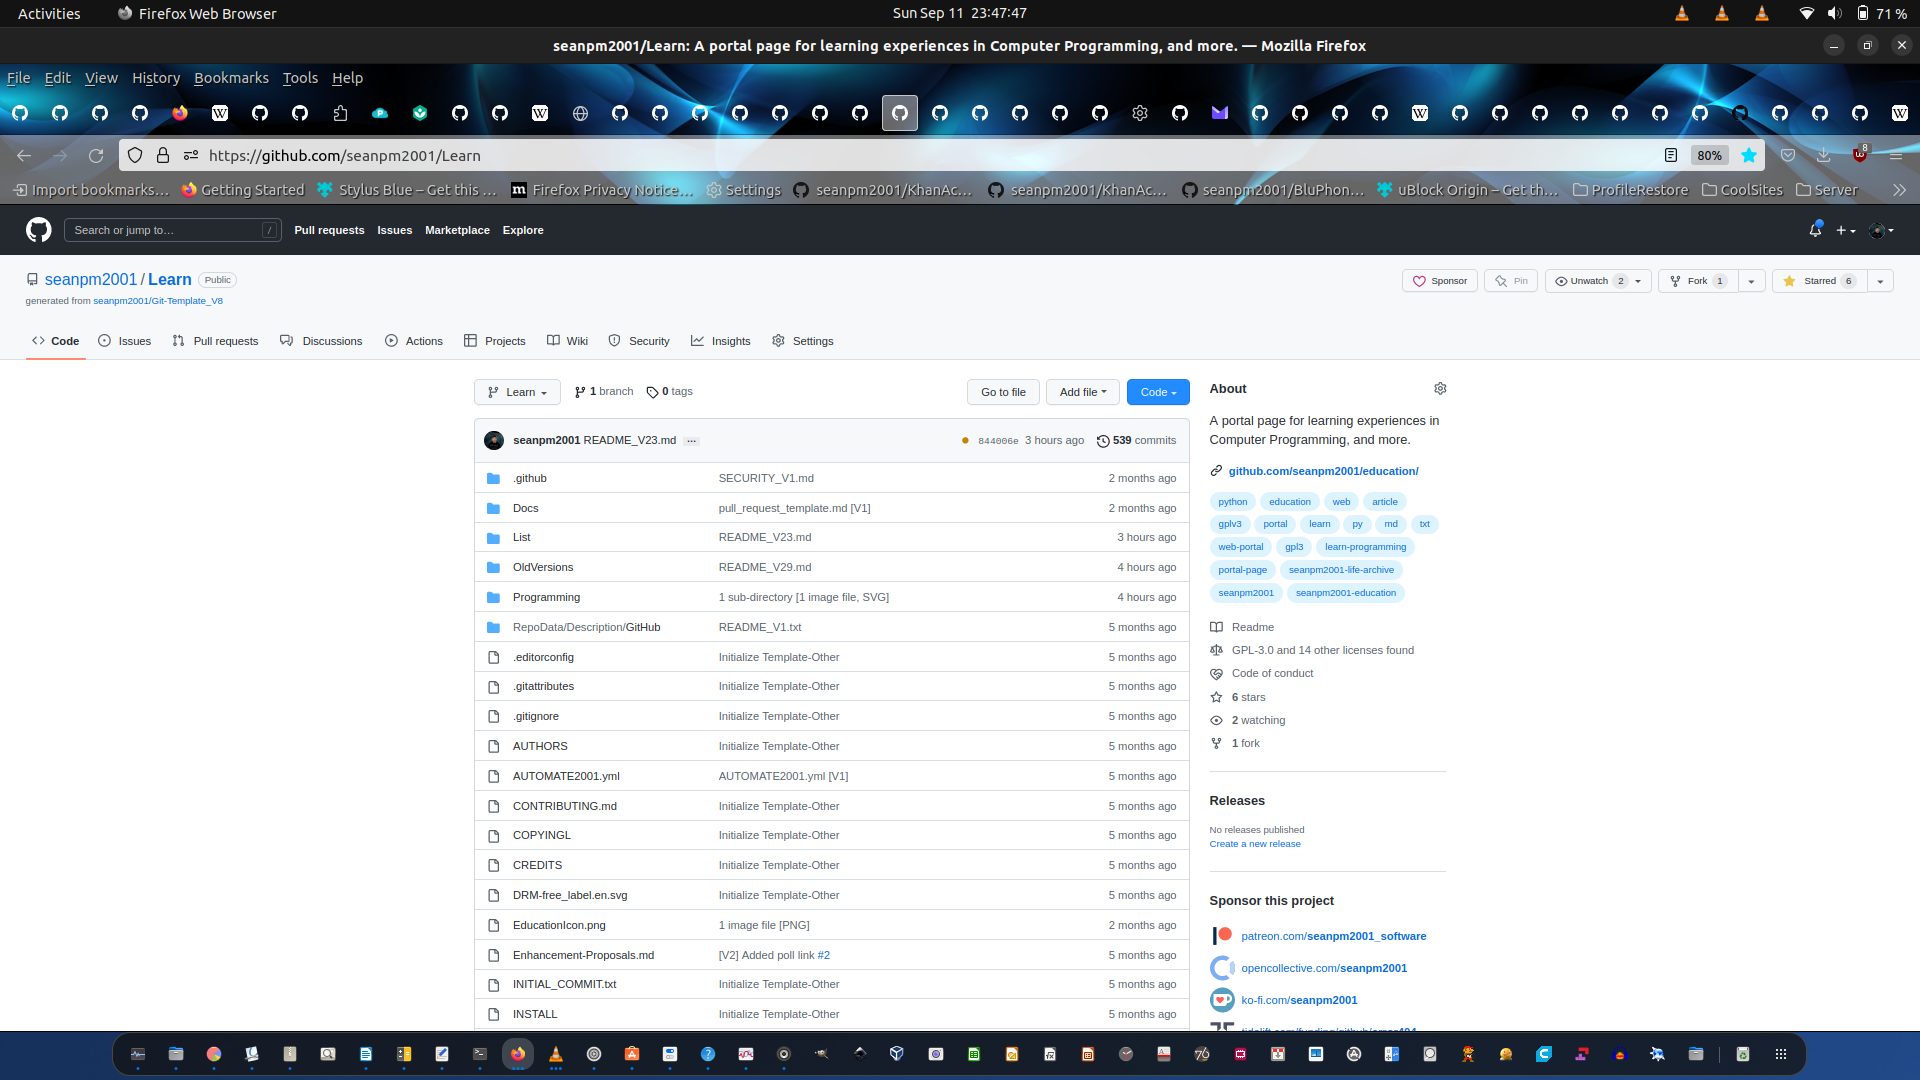 Activities Firefox Web Browser Sun Sep 11 23:47:47 71 %
seanpm2001/Learn: A portal page for learning experiences in Computer Programming, and more. — Mozilla Firefox
File Edit View History Bookmarks Tools Help
https://github.com/seanpm2001/Learn 80% 8
Import bookmarks... Getting Started Stylus Blue – Get this ... Firefox Privacy Notice... Settings seanpm2001/KhanAc... seanpm2001/KhanAc... seanpm2001/BluPhon... uBlock Origin – Get th... ProfileRestore CoolSites Server
Search or jump to... / Pull requests Issues Marketplace Explore
seanpm2001 / Learn Public Sponsor Pin Unwatch 2 Fork 1 Starred 6
generated from seanpm2001/Git-Template_V8
Code Issues Pull requests Discussions Actions Projects Wiki Security Insights Settings
Learn 1 branch 0 tags Go to file Add file Code
seanpm2001 README_V23.md ... 844006e 3 hours ago 539 commits
.github SECURITY_V1.md 2 months ago
Docs pull_request_template.md [V1] 2 months ago
List README_V23.md 3 hours ago
OldVersions README_V29.md 4 hours ago
Programming 1 sub-directory [1 image file, SVG] 4 hours ago
RepoData/Description/GitHub README_V1.txt 5 months ago
.editorconfig Initialize Template-Other 5 months ago
.gitattributes Initialize Template-Other 5 months ago
.gitignore Initialize Template-Other 5 months ago
AUTHORS Initialize Template-Other 5 months ago
AUTOMATE2001.yml AUTOMATE2001.yml [V1] 5 months ago
CONTRIBUTING.md Initialize Template-Other 5 months ago
COPYINGL Initialize Template-Other 5 months ago
CREDITS Initialize Template-Other 5 months ago
DRM-free_label.en.svg Initialize Template-Other 5 months ago
EducationIcon.png 1 image file [PNG] 2 months ago
Enhancement-Proposals.md [V2] Added poll link #2 5 months ago
INITIAL_COMMIT.txt Initialize Template-Other 5 months ago
INSTALL Initialize Template-Other 5 months ago
About
A portal page for learning experiences in
Computer Programming, and more.
github.com/seanpm2001/education/
python education web article
gplv3 portal learn py md txt
web-portal gpl3 learn-programming
portal-page seanpm2001-life-archive
seanpm2001 seanpm2001-education
Readme
GPL-3.0 and 14 other licenses found
Code of conduct
6 stars
2 watching
1 fork
Releases
No releases published
Create a new release
Sponsor this project
patreon.com/seanpm2001_software
opencollective.com/seanpm2001
ko-fi.com/seanpm2001
tidelift.com/funding/github/error404